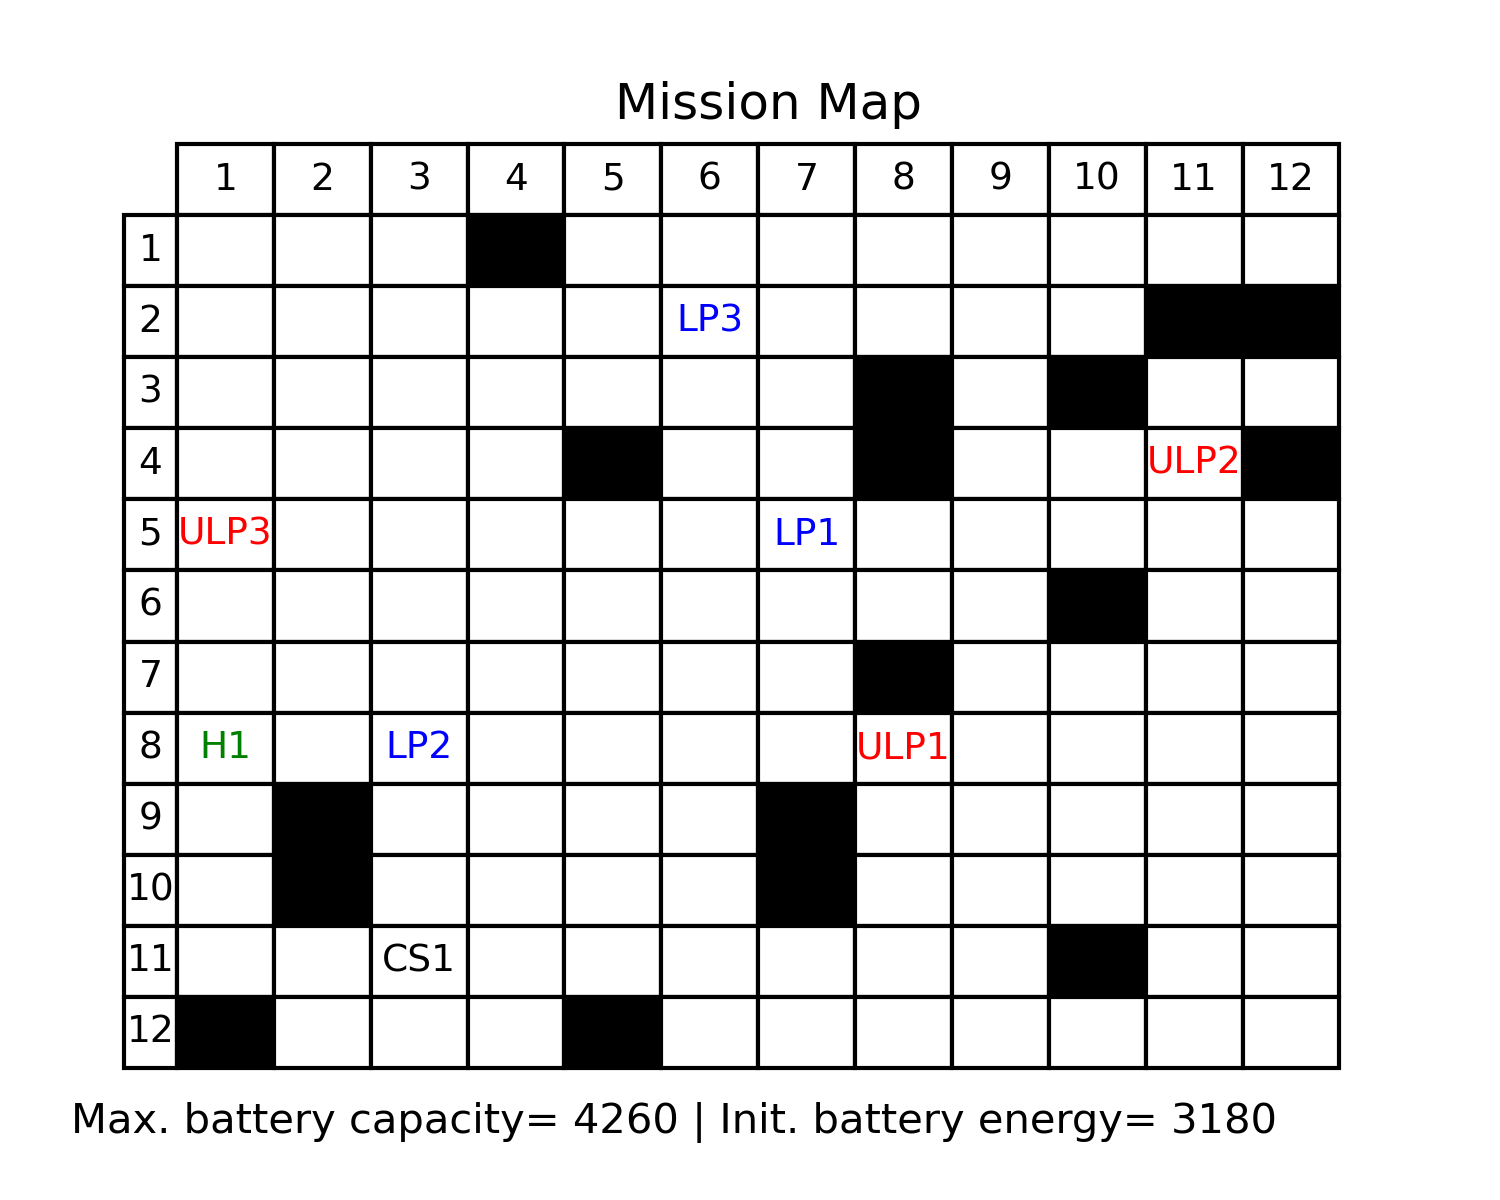 Mission Map
1 2 3 4 5 6 7 8 9 10 11 12
1
2 LP3
3
4 ULP2
5 ULP3 LP1
6
7
8 H1 LP2 ULP1
9
10
11 CS1
12
Max. battery capacity= 4260 | Init. battery energy= 3180